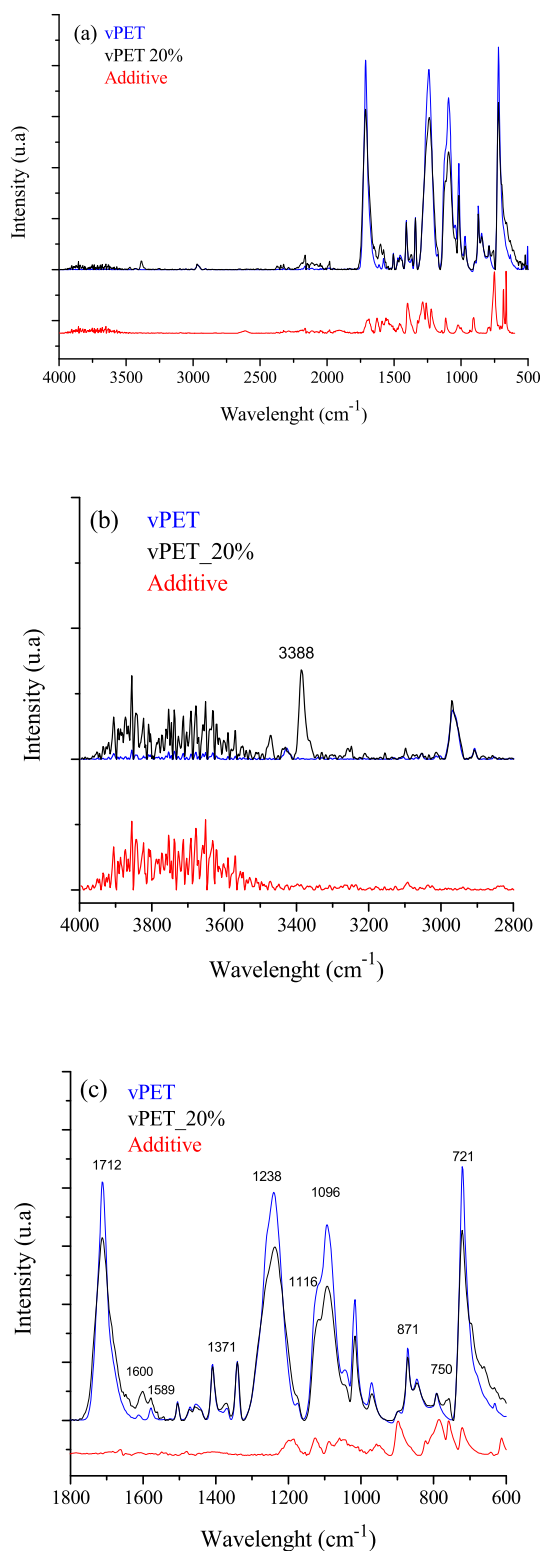 (a)
vPET
vPET 20%
Additive
Intensity (u.a)
4000 3500 3000 2500 2000 1500 1000 500
Wavelenght (cm-1)
(b)
vPET
vPET_20%
Additive
3388
Intensity (u.a)
4000 3800 3600 3400 3200 3000 2800
Wavelenght (cm-1)
(c)
vPET
vPET_20%
Additive
1712
1238
721
1096
1116
1371
871
1600
750
1589
Intensity (u.a)
1800 1600 1400 1200 1000 800 600
Wavelenght (cm-1)